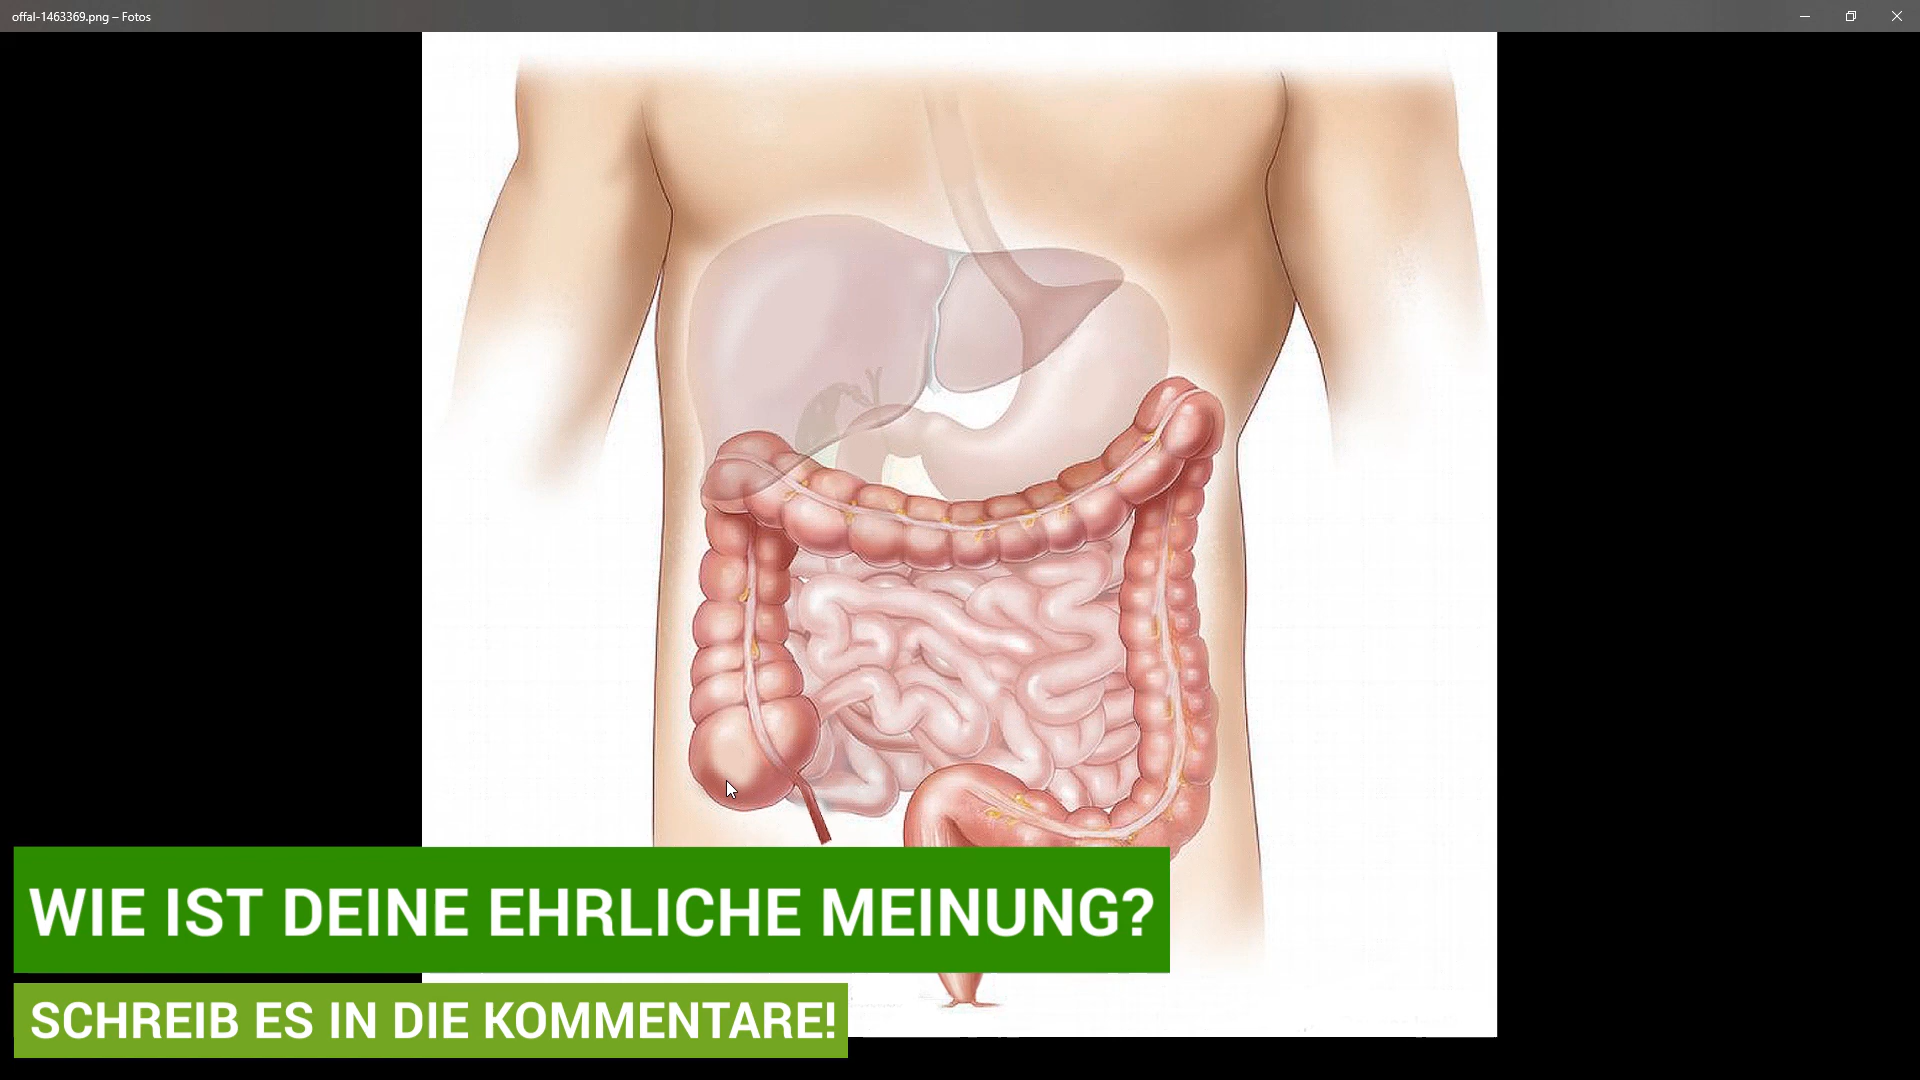 offal-1463369.png – Fotos
WIE IST DEINE EHRLICHE MEINUNG?
SCHREIB ES IN DIE KOMMENTARE!